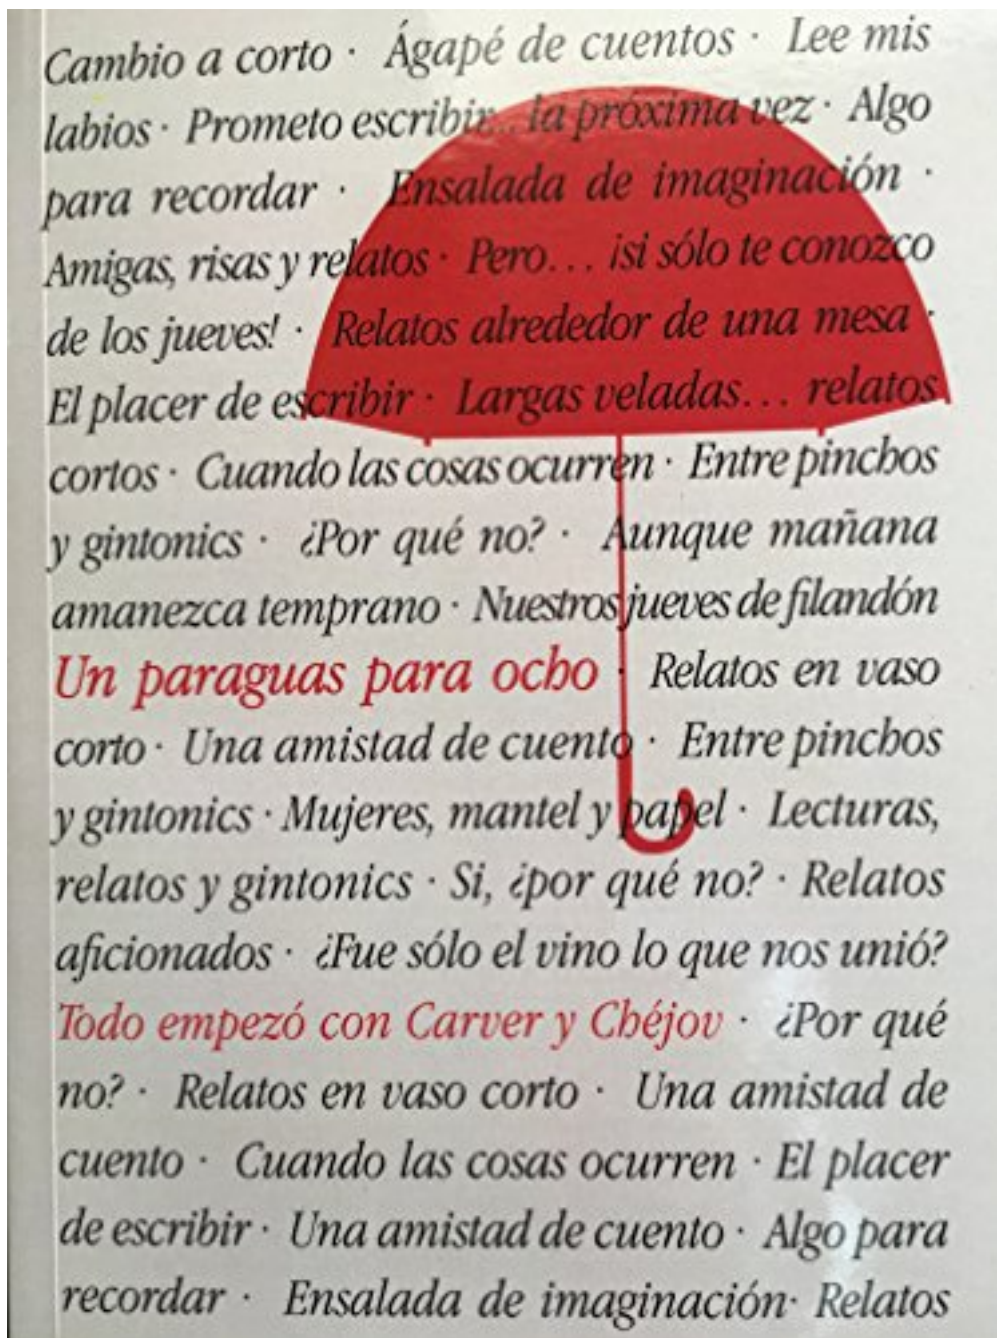 Cambio a corto · Ágapé de cuentos · Lee mis
labios · Prometo escribir... la próxima vez · Algo
para recordar · Ensalada de imaginación ·
Amigas, risas y relatos · Pero... ¡si sólo te conozco
de los jueves! · Relatos alrededor de una mesa ·
El placer de escribir · Largas veladas... relatos
cortos · Cuando las cosas ocurren · Entre pinchos
y gintonics · ¿Por qué no? · Aunque mañana
amanezca temprano · Nuestros jueves de filandón
Un paraguas para ocho · Relatos en vaso
corto · Una amistad de cuento · Entre pinchos
y gintonics · Mujeres, mantel y papel · Lecturas,
relatos y gintonics · Si, ¿por qué no? · Relatos
aficionados · ¿Fue sólo el vino lo que nos unió?
Todo empezó con Carver y Chéjov · ¿Por qué
no? · Relatos en vaso corto · Una amistad de
cuento · Cuando las cosas ocurren · El placer
de escribir · Una amistad de cuento · Algo para
recordar · Ensalada de imaginación · Relatos